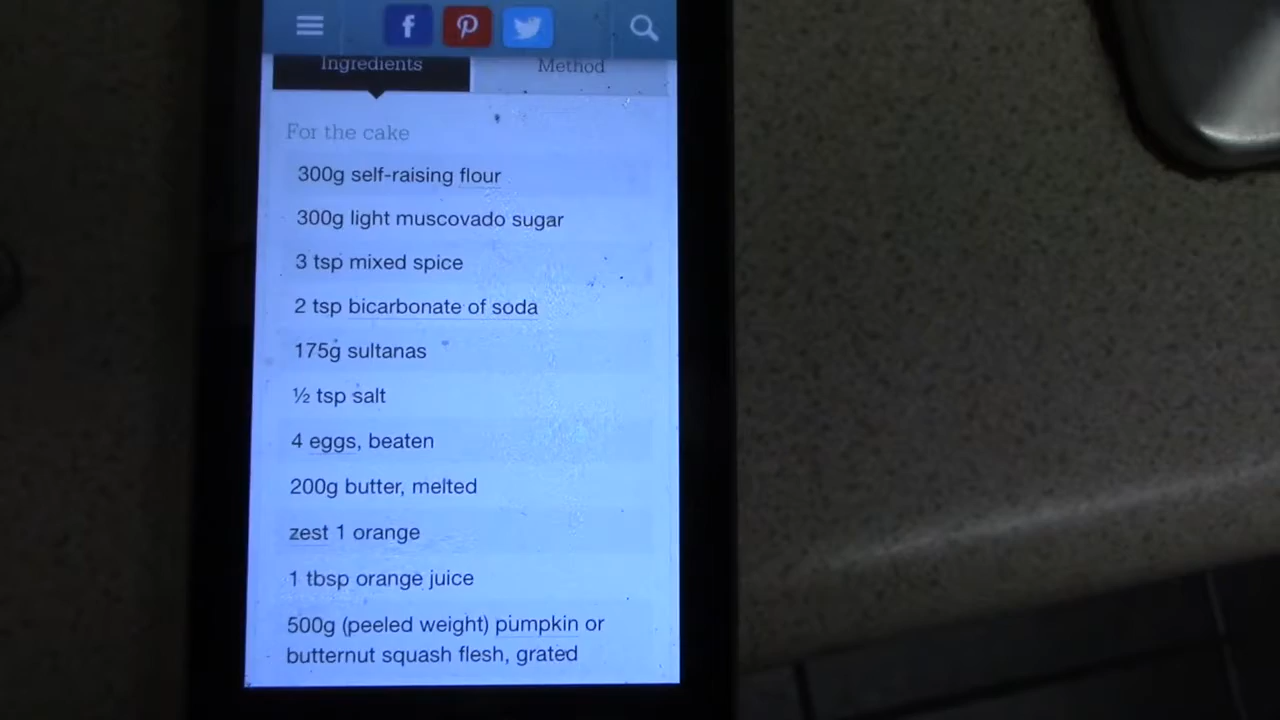 Ingredients
Method
For the cake
300g self-raising flour
300g light muscovado sugar
3 tsp mixed spice
2 tsp bicarbonate of soda
175g sultanas
½ tsp salt
4 eggs, beaten
200g butter, melted
zest 1 orange
1 tbsp orange juice
500g (peeled weight) pumpkin or
butternut squash flesh, grated